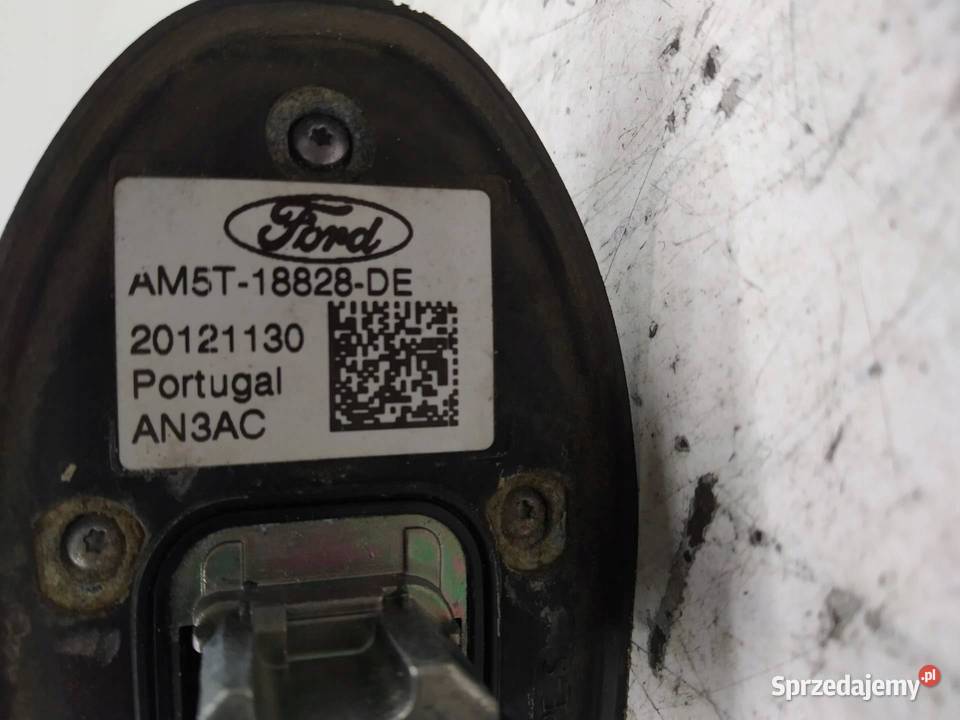 Ford
AM5T-18828-DE
20121130
Portugal
AN3AC
Sprzedajemy.pl